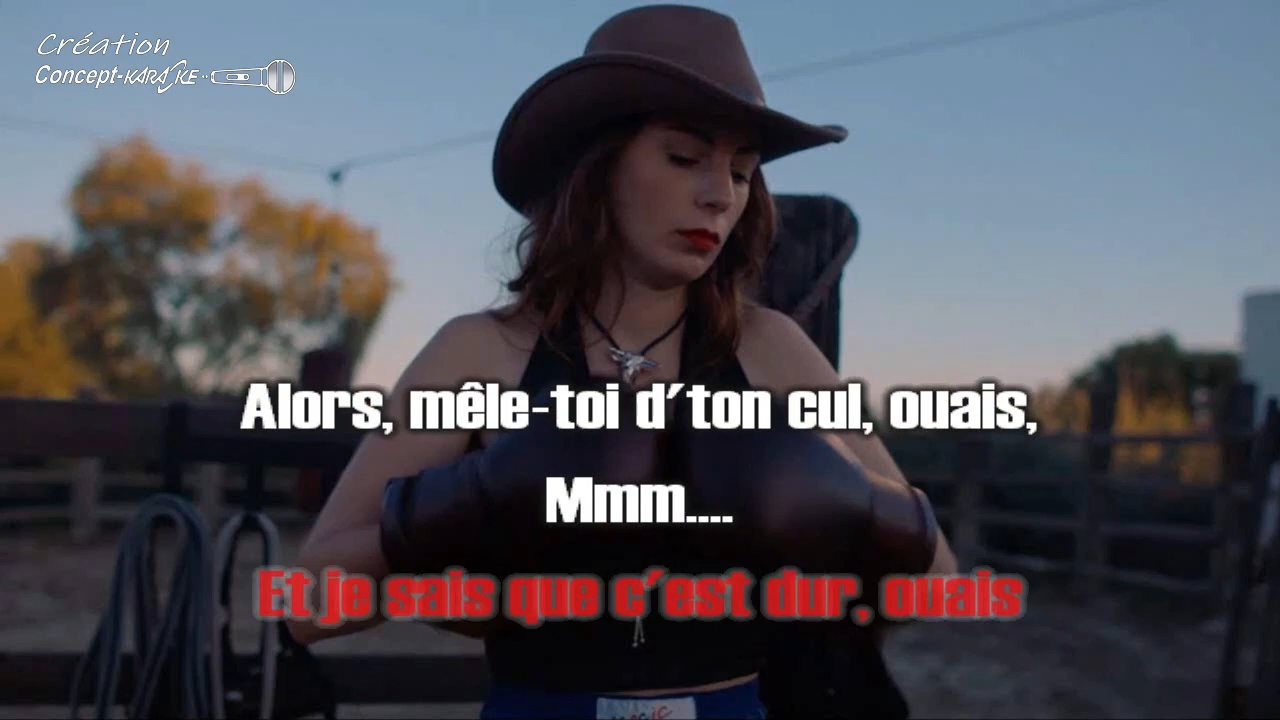 Création
Concept-KARAOKE
Alors, mêle-toi d'ton cul, ouais,
Mmm....
Et je sais que c'est dur, ouais